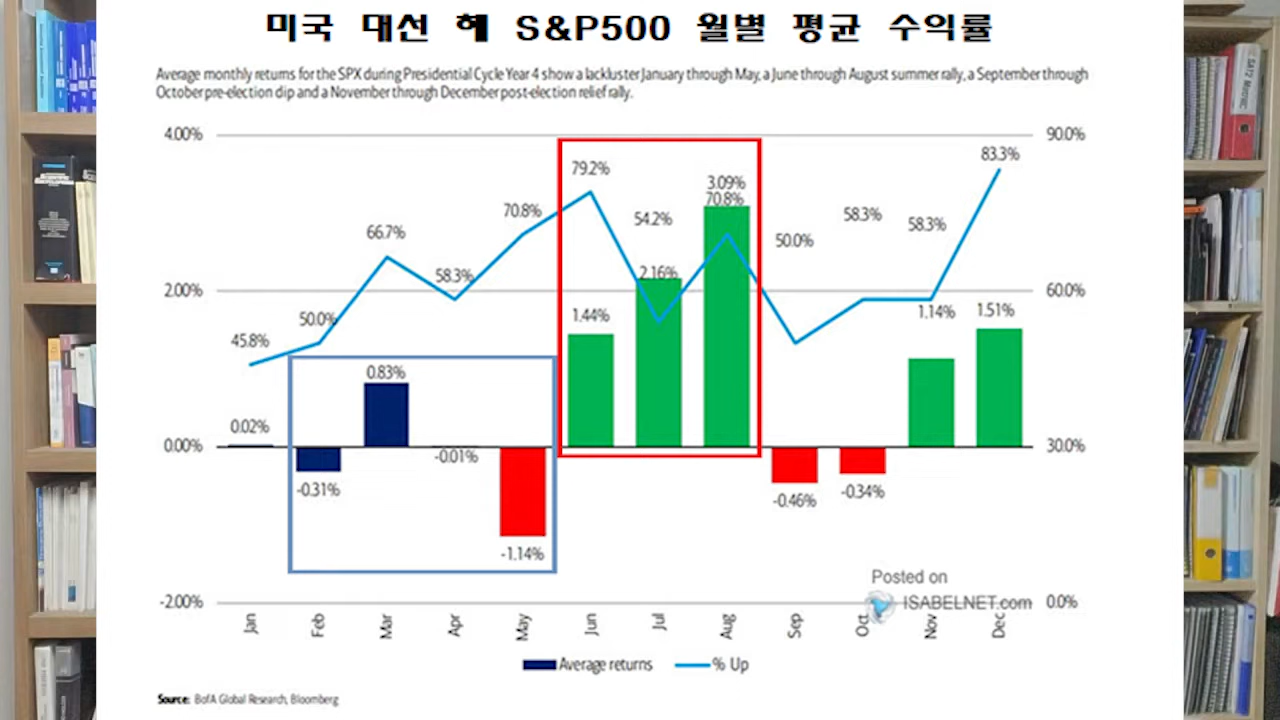 미국 대선 해 S&P500 월별 평균 수익률
Average monthly returns for the SPX during Presidential Cycle Year 4 show a lackluster January through May, a June through August summer rally, a September through
October pre-election dip and a November through December post-election relief rally.
4.00%
90.0%
83.3%
79.2%
3.09%
70.8%
70.8%
54.2%
58.3%
58.3%
66.7%
50.0%
58.3%
2.16%
2.00%
60.0%
50.0%
1.44%
1.14%
1.51%
45.8%
0.83%
0.02%
0.00%
-0.01%
30.0%
-0.31%
-0.46%
-0.34%
-1.14%
Posted on
ISABELNET.com
-2.00%
0.0%
Jan
Feb
Mar
Apr
May
Jun
Jul
Aug
Sep
Oct
Nov
Dec
Average returns
% Up
Source: BofA Global Research, Bloomberg